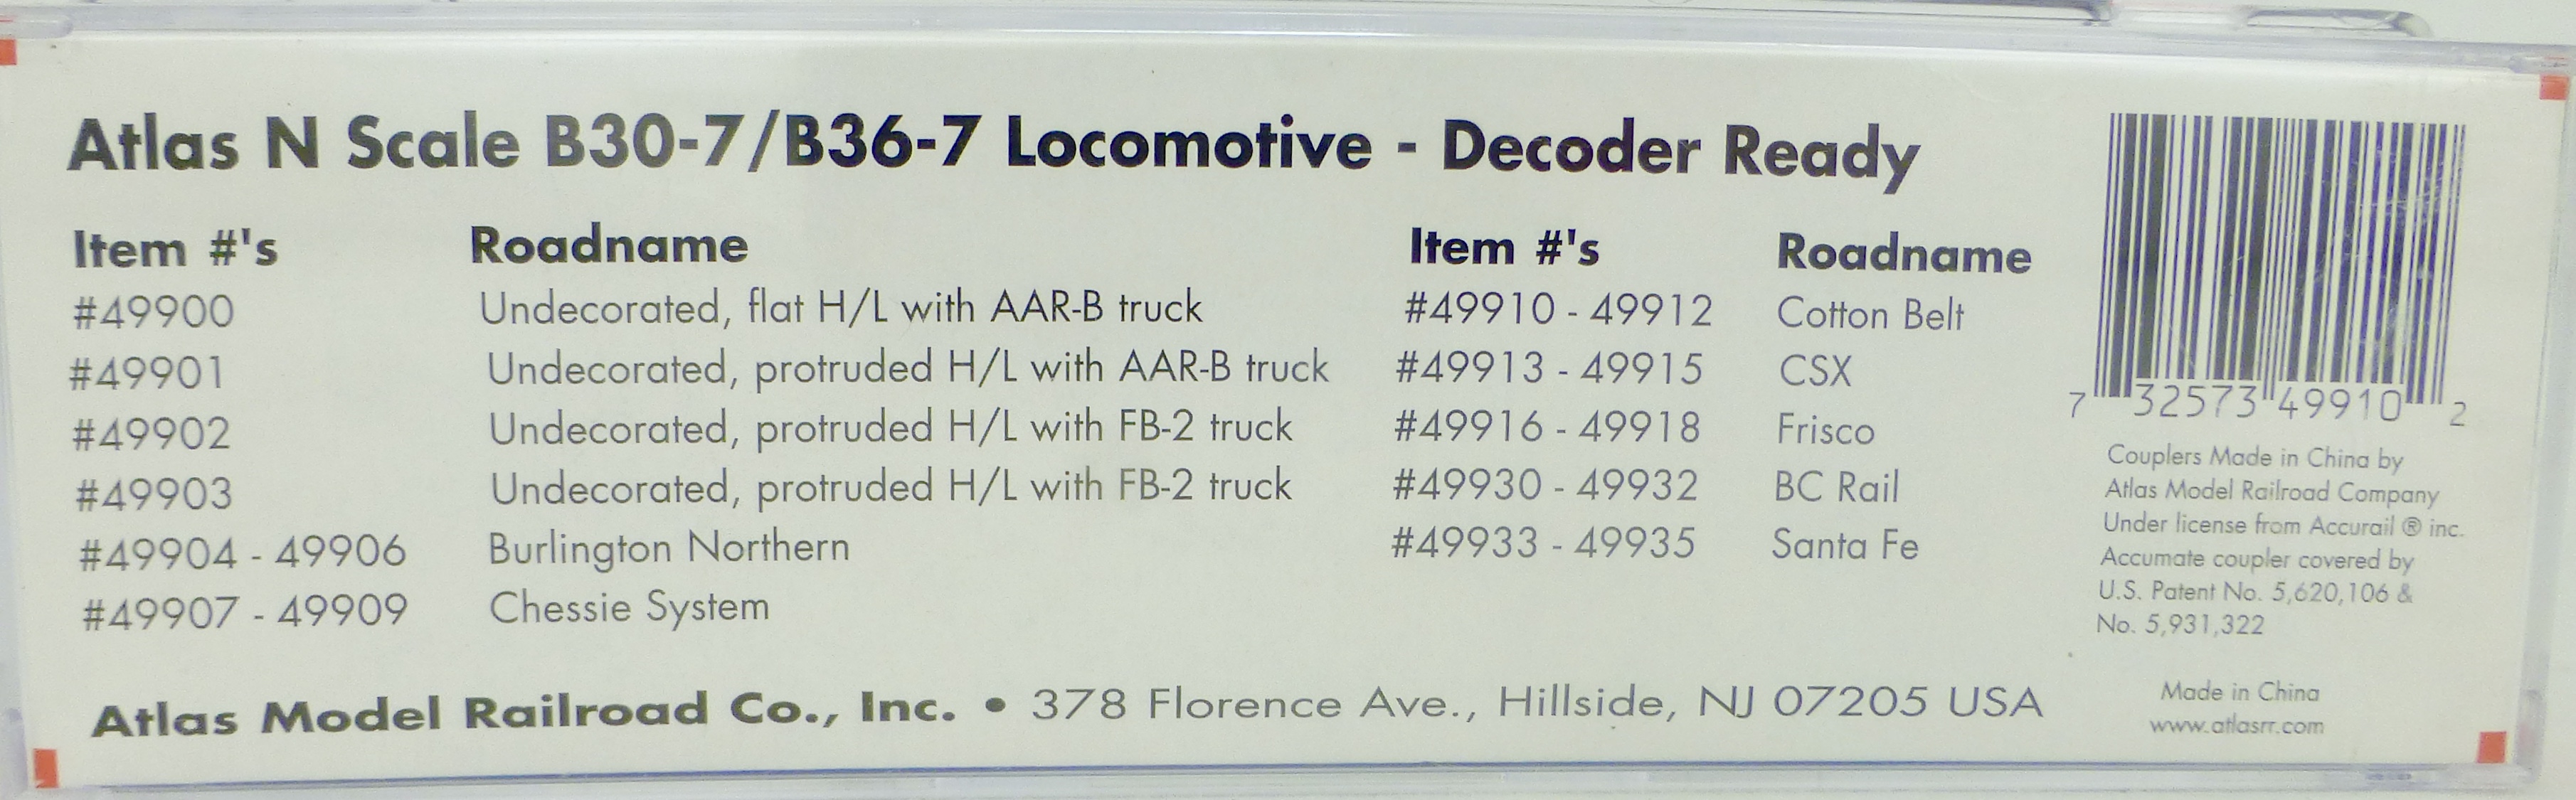 Atlas N Scale B30-7/B36-7 Locomotive - Decoder Ready
Item #'s Roadname
#49900 Undecorated, flat H/L with AAR-B truck
#49901 Undecorated, protruded H/L with AAR-B truck
#49902 Undecorated, protruded H/L with FB-2 truck
#49903 Undecorated, protruded H/L with FB-2 truck
#49904 - 49906 Burlington Northern
#49907 - 49909 Chessie System
Item #'s Roadname
#49910 - 49912 Cotton Belt
#49913 - 49915 CSX
#49916 - 49918 Frisco
#49930 - 49932 BC Rail
#49933 - 49935 Santa Fe
7 32573 49910 2
Couplers Made in China by
Atlas Model Railroad Company
Under license from Accurail ® inc.
Accumate coupler covered by
U.S. Patent No. 5,620,106 &
No. 5,931,322
Atlas Model Railroad Co., Inc. • 378 Florence Ave., Hillside, NJ 07205 USA
Made in China
www.atlasrr.com